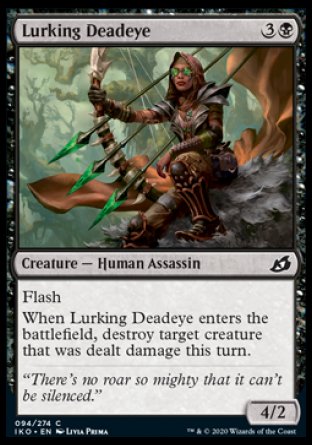 Lurking Deadeye 3
Creature — Human Assassin
Flash
When Lurking Deadeye enters the
battlefield, destroy target creature
that was dealt damage this turn.
“There’s no roar so mighty that it can’t
be silenced.”
4/2
094/274 C
IKO • EN LIVIA PRIMA ™ & © 2020 Wizards of the Coast